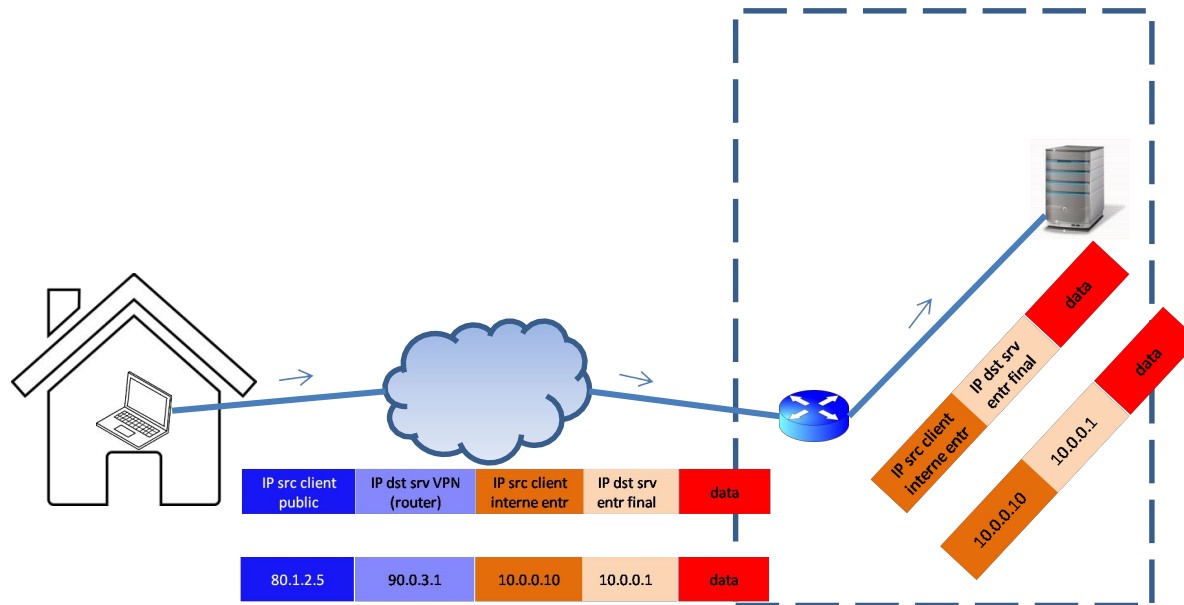 IP src client
public
IP dst srv VPN
(router)
IP src client
interne entr
IP dst srv
entr final
data
80.1.2.5
90.0.3.1
10.0.0.10
10.0.0.1
data
IP src client
interne entr
IP dst srv
entr final
data
10.0.0.10
10.0.0.1
data